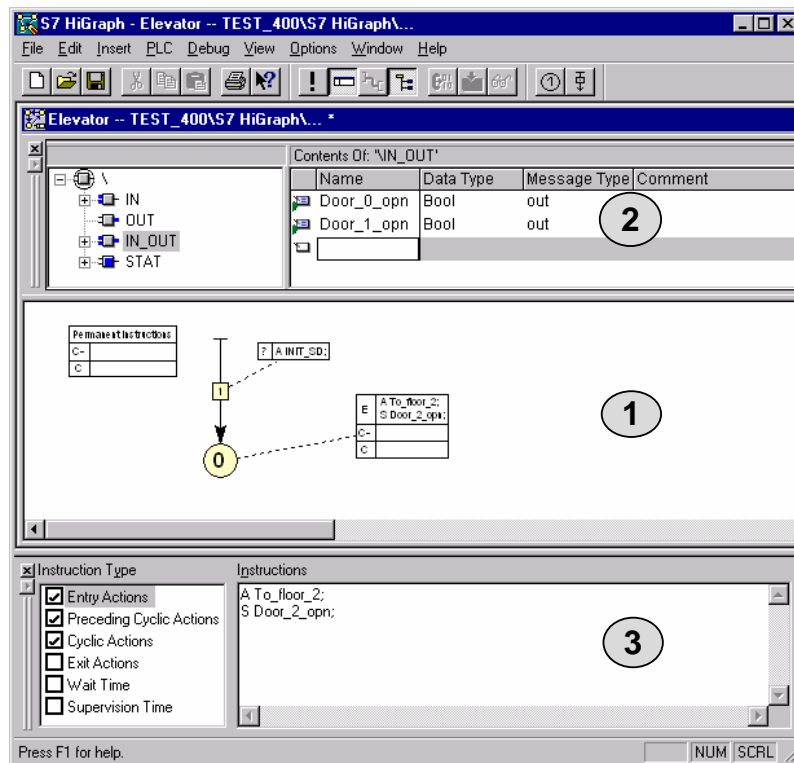 S7 HiGraph - Elevator -- TEST_400\S7 HiGraph\...
File Edit Insert PLC Debug View Options Window Help
Elevator -- TEST_400\S7 HiGraph\... *
Contents Of: "\IN_OUT'
Name Data Type Message Type Comment
\
IN
OUT
IN_OUT
STAT
Door_0_opn Bool out
Door_1_opn Bool out
2
Permanent Instructions
C-
C
? A INIT_SD;
1
E A To_floor_2;
S Door_2_opn;
C-
C
0
1
Instruction Type
Entry Actions
Preceding Cyclic Actions
Cyclic Actions
Exit Actions
Wait Time
Supervision Time
Instructions
A To_floor_2;
S Door_2_opn;
3
Press F1 for help.
NUM SCRL